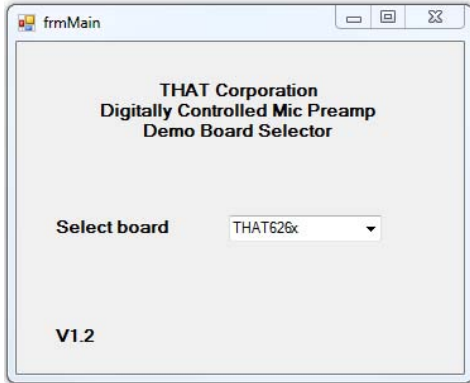 frmMain
THAT Corporation
Digitally Controlled Mic Preamp
Demo Board Selector
Select board THAT626x
V1.2